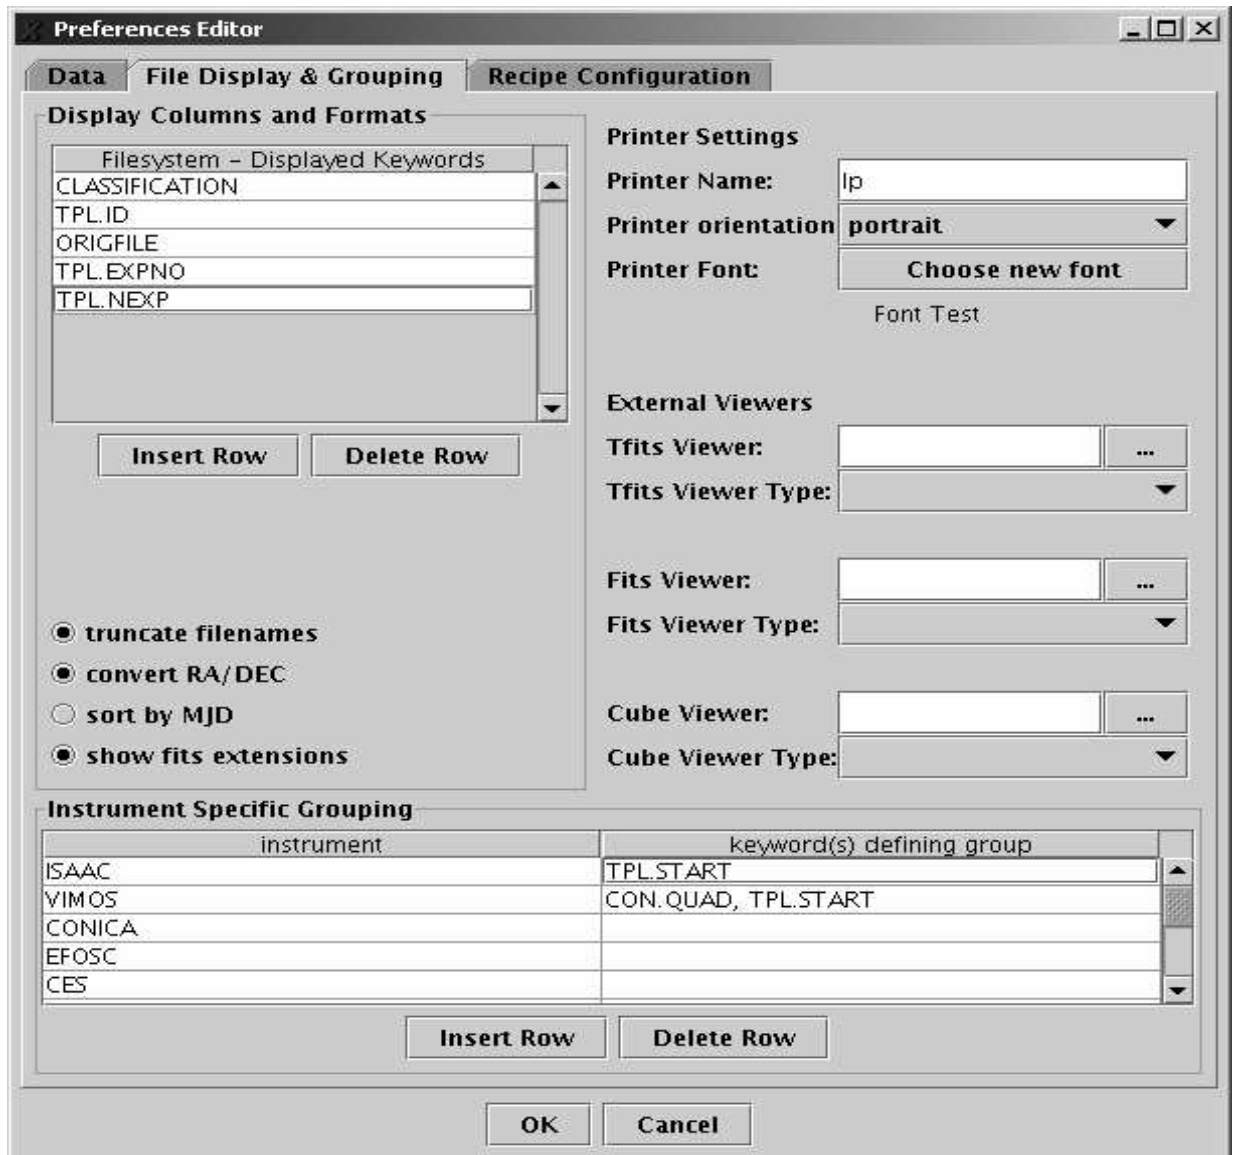 Preferences Editor
Data File Display & Grouping Recipe Configuration
Display Columns and Formats
Filesystem – Displayed Keywords
CLASSIFICATION
TPL.ID
ORIGFILE
TPL.EXPNO
TPL.NEXP
Insert Row Delete Row
truncate filenames
convert RA/DEC
sort by MJD
show fits extensions
Printer Settings
Printer Name: lp
Printer orientation portrait
Printer Font: Choose new font
Font Test
External Viewers
Tfits Viewer: ...
Tfits Viewer Type:
Fits Viewer: ...
Fits Viewer Type:
Cube Viewer: ...
Cube Viewer Type:
Instrument Specific Grouping
instrument keyword(s) defining group
ISAAC TPL.START
VIMOS CON.QUAD, TPL.START
CONICA
EFOSC
CES
Insert Row Delete Row
OK Cancel